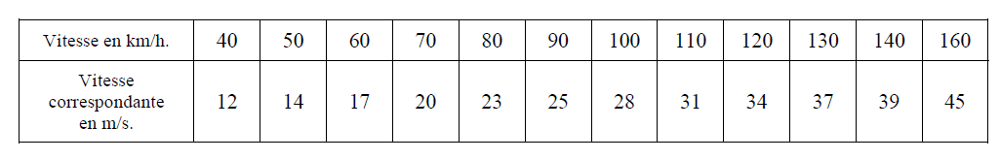 Vitesse en km/h. 40 50 60 70 80 90 100 110 120 130 140 160
Vitesse
correspondante
en m/s. 12 14 17 20 23 25 28 31 34 37 39 45